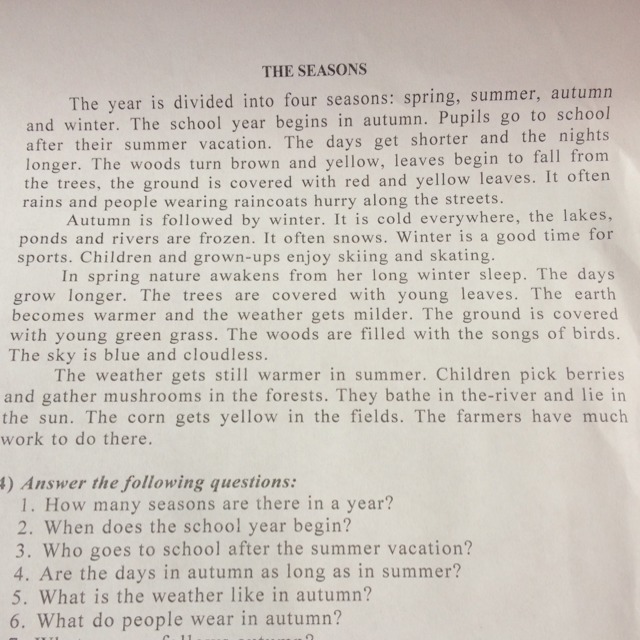 THE SEASONS
The year is divided into four seasons: spring, summer, autumn
and winter. The school year begins in autumn. Pupils go to school
after their summer vacation. The days get shorter and the nights
longer. The woods turn brown and yellow, leaves begin to fall from
the trees, the ground is covered with red and yellow leaves. It often
rains and people wearing raincoats hurry along the streets.
Autumn is followed by winter. It is cold everywhere, the lakes,
ponds and rivers are frozen. It often snows. Winter is a good time for
sports. Children and grown-ups enjoy skiing and skating.
In spring nature awakens from her long winter sleep. The days
grow longer. The trees are covered with young leaves. The earth
becomes warmer and the weather gets milder. The ground is covered
with young green grass. The woods are filled with the songs of birds.
The sky is blue and cloudless.
The weather gets still warmer in summer. Children pick berries
and gather mushrooms in the forests. They bathe in the-river and lie in
the sun. The corn gets yellow in the fields. The farmers have much
work to do there.
4) Answer the following questions:
1. How many seasons are there in a year?
2. When does the school year begin?
3. Who goes to school after the summer vacation?
4. Are the days in autumn as long as in summer?
5. What is the weather like in autumn?
6. What do people wear in autumn?